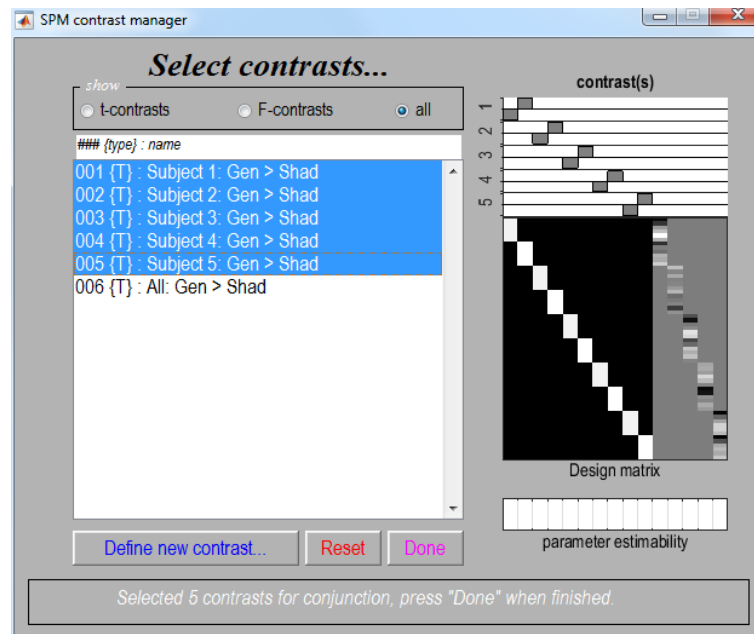 SPM contrast manager
Select contrasts...
show
t-contrasts
F-contrasts
all
### {type} : name
001 {T} : Subject 1: Gen > Shad
002 {T} : Subject 2: Gen > Shad
003 {T} : Subject 3: Gen > Shad
004 {T} : Subject 4: Gen > Shad
005 {T} : Subject 5: Gen > Shad
006 {T} : All: Gen > Shad
Define new contrast...
Reset
Done
contrast(s)
1
2
3
4
5
Design matrix
parameter estimability
Selected 5 contrasts for conjunction, press "Done" when finished.